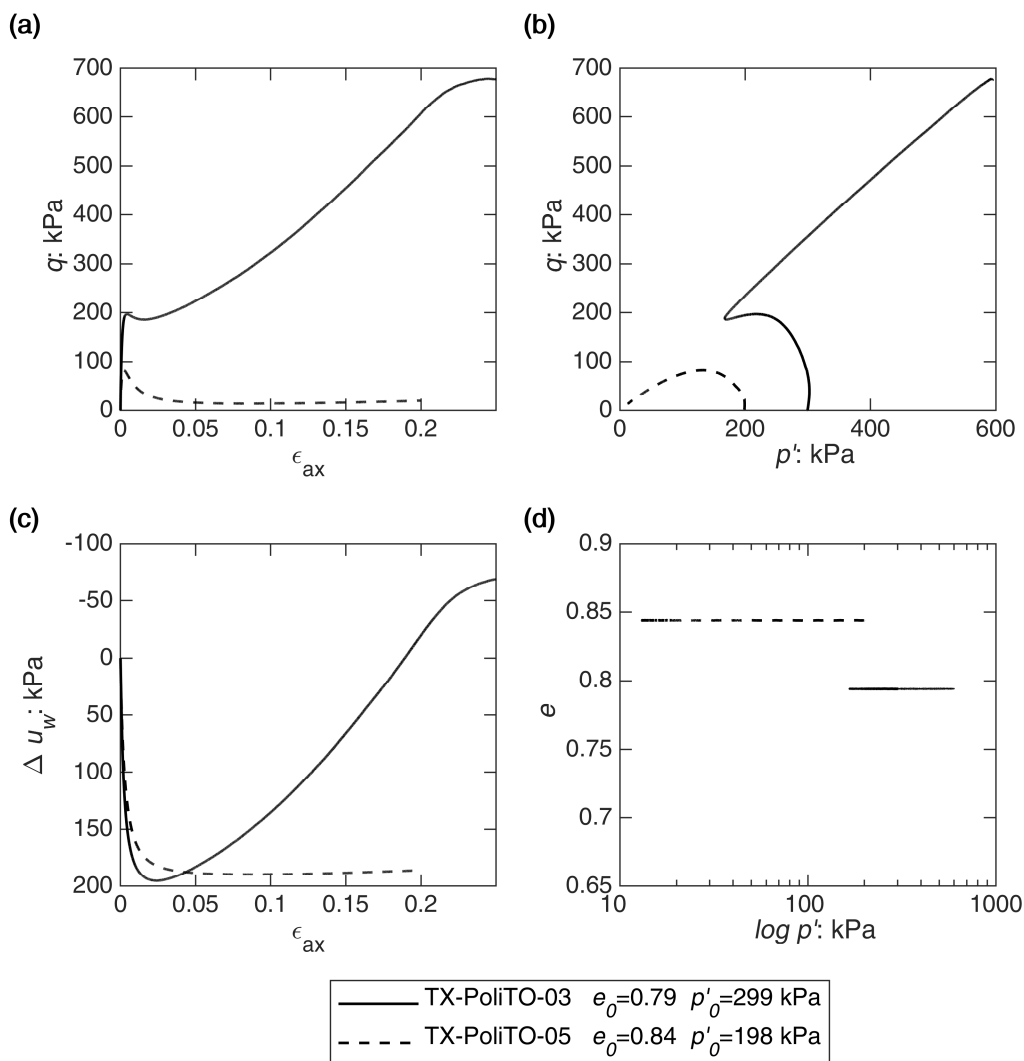 (a)
700
600
500
400
300
200
100
0
q: kPa
0 0.05 0.1 0.15 0.2
ϵax
(b)
700
600
500
400
300
200
100
0
q: kPa
0 200 400 600
p': kPa
(c)
-100
-50
0
50
100
150
200
Δ uw: kPa
0 0.05 0.1 0.15 0.2
ϵax
(d)
0.9
0.85
0.8
0.75
0.7
0.65
e
10 100 1000
log p': kPa
TX-PoliTO-03 e0=0.79 p'0=299 kPa
TX-PoliTO-05 e0=0.84 p'0=198 kPa